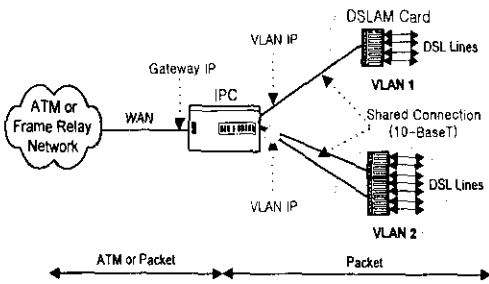 DSLAM Card
VLAN IP
DSL Lines
Gateway IP
VLAN 1
IPC
ATM or
Frame Relay
Network
WAN
Shared Connection
(10-BaseT)
DSL Lines
VLAN IP
VLAN 2
ATM or Packet
Packet